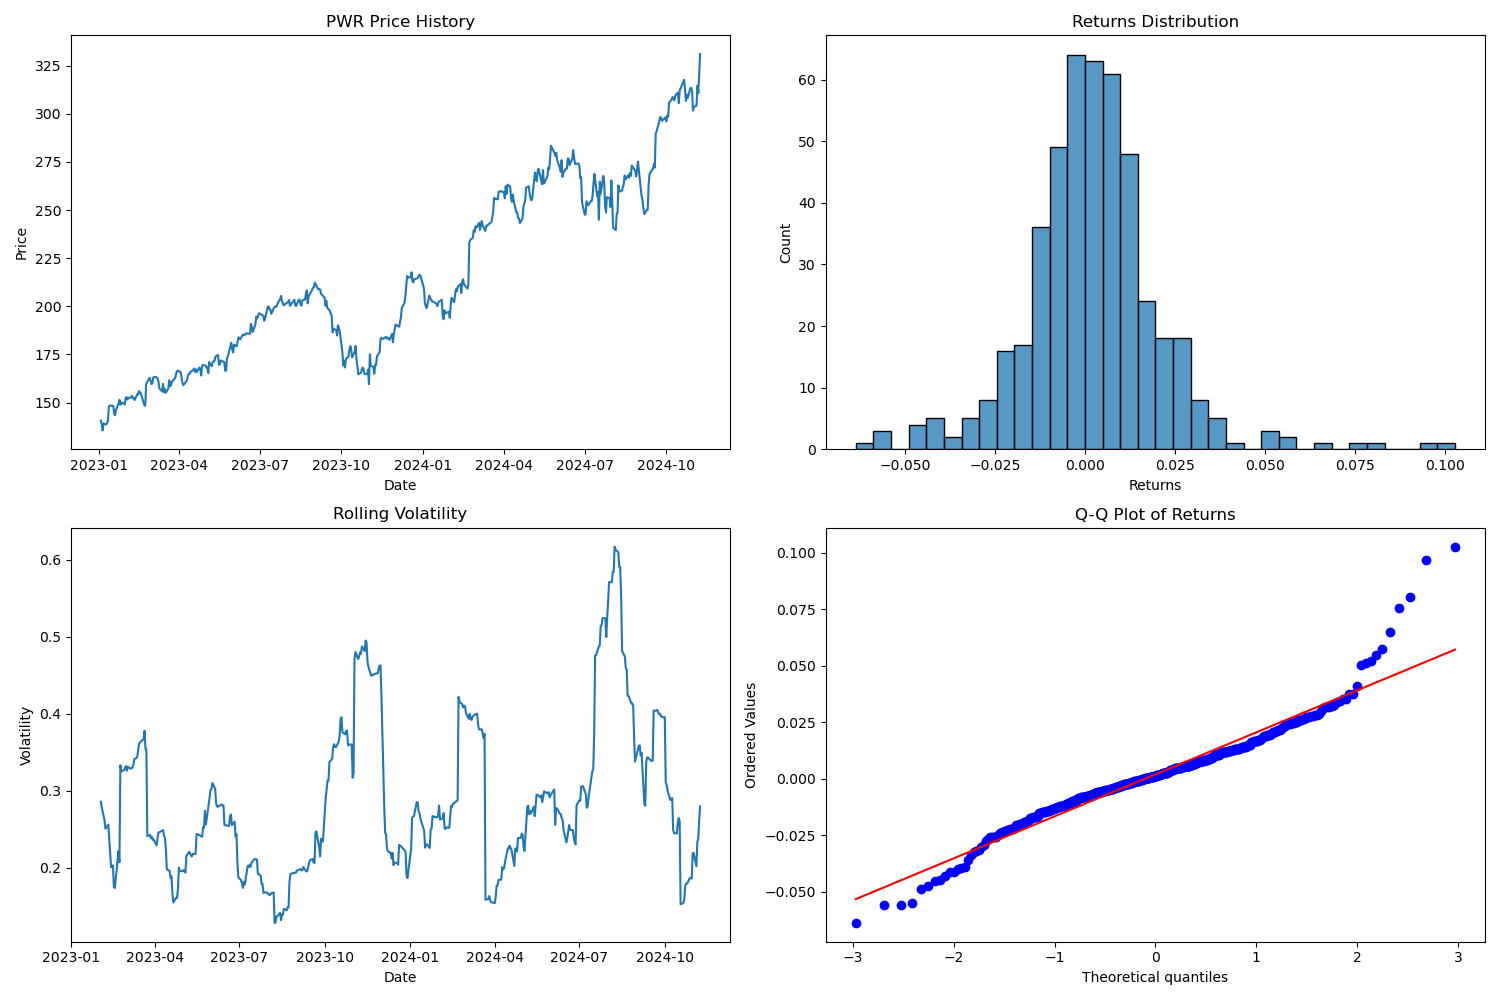 PWR Price History
325
300
275
250
225
200
175
150
Price
2023-01 2023-04 2023-07 2023-10 2024-01 2024-04 2024-07 2024-10
Date
Returns Distribution
60
50
40
30
20
10
0
Count
−0.050 −0.025 0.000 0.025 0.050 0.075 0.100
Returns
Rolling Volatility
0.6
0.5
0.4
0.3
0.2
Volatility
2023-01 2023-04 2023-07 2023-10 2024-01 2024-04 2024-07 2024-10
Date
Q-Q Plot of Returns
0.100
0.075
0.050
0.025
0.000
−0.025
−0.050
Ordered Values
−3 −2 −1 0 1 2 3
Theoretical quantiles